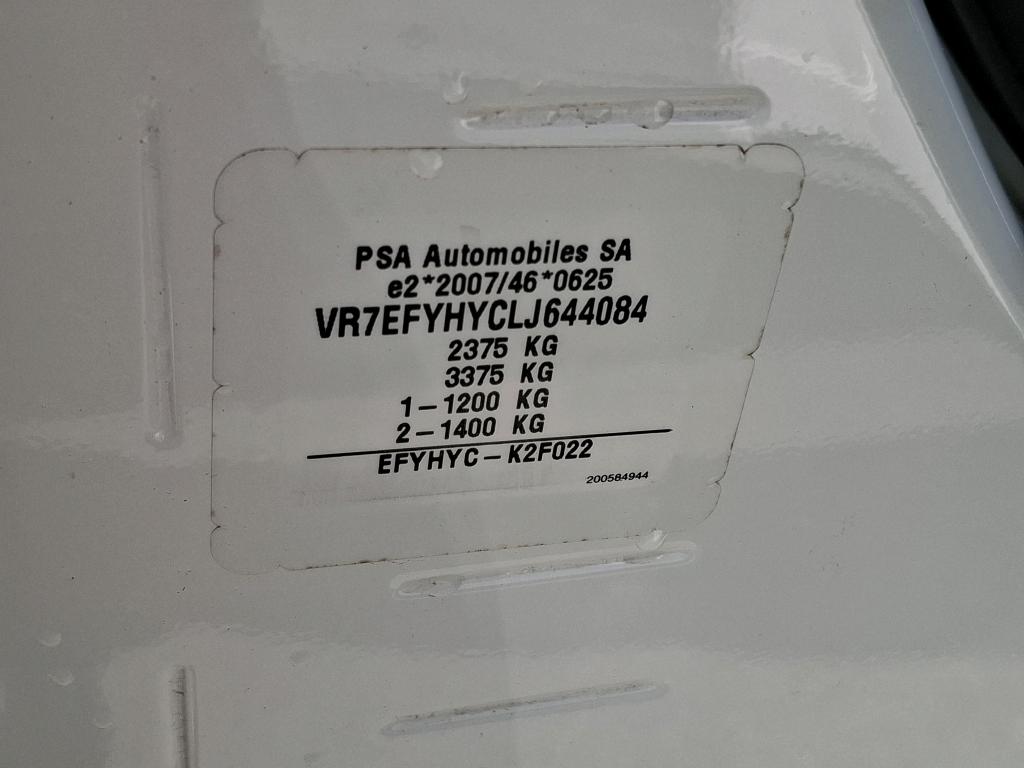 PSA Automobiles SA
e2*2007/46*0625
VR7EFYHYCLJ644084
2375 KG
3375 KG
1-1200 KG
2-1400 KG
EFYHYC-K2F022
200584944